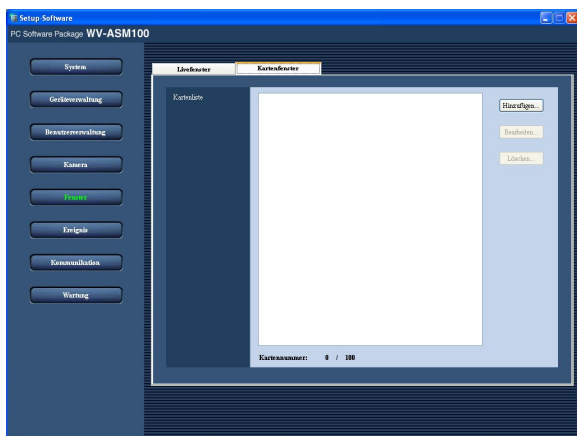 Setup-Software
PC Software Package WV-ASM100
System
Geräteverwaltung
Benutzerverwaltung
Kamera
Fenster
Ereignis
Kommunikation
Wartung
Livefenster
Kartenfenster
Kartenliste
Hinzufügen...
Bearbeiten...
Löschen...
Kartennummer: 0 / 100